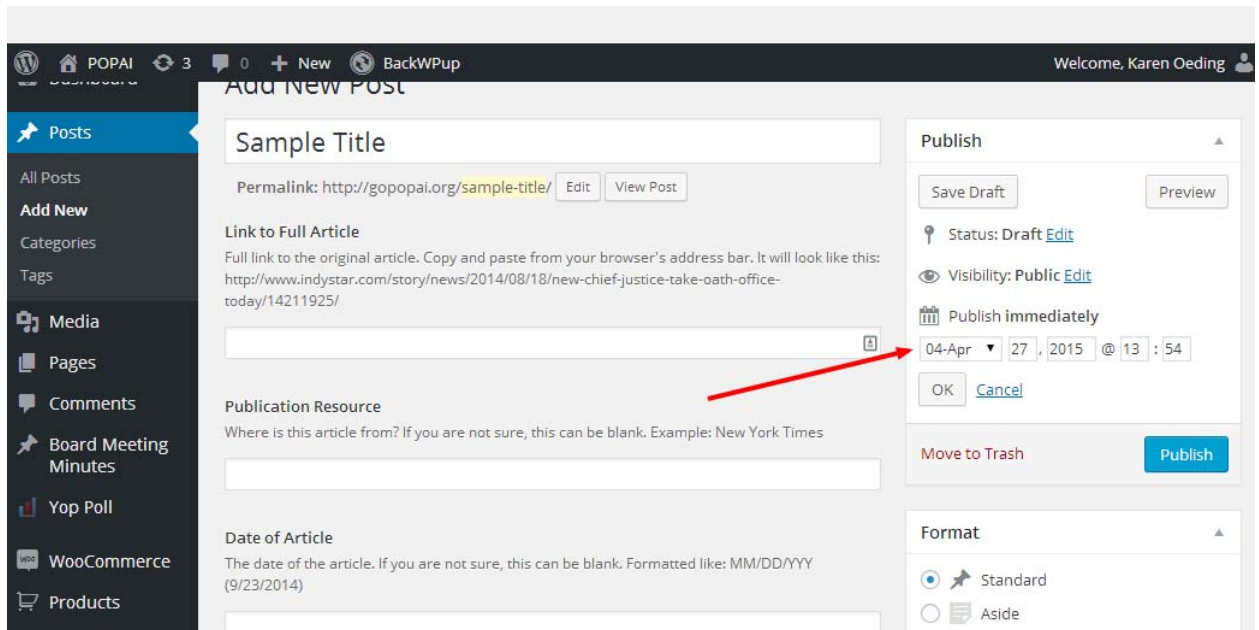 POPAI 3 0 + New BackWPup Welcome, Karen Oeding
Dashboard
Posts
All Posts
Add New
Categories
Tags
Media
Pages
Comments
Board Meeting
Minutes
Yop Poll
WooCommerce
Products
Add New Post
Sample Title
Permalink: http://gopopai.org/sample-title/ Edit View Post
Link to Full Article
Full link to the original article. Copy and paste from your browser's address bar. It will look like this:
http://www.indystar.com/story/news/2014/08/18/new-chief-justice-take-oath-office-
today/14211925/
Publication Resource
Where is this article from? If you are not sure, this can be blank. Example: New York Times
Date of Article
The date of the article. If you are not sure, this can be blank. Formatted like: MM/DD/YYY
(9/23/2014)
Publish
Save Draft Preview
Status: Draft Edit
Visibility: Public Edit
Publish immediately
04-Apr 27 , 2015 @ 13 : 54
OK Cancel
Move to Trash Publish
Format
Standard
Aside